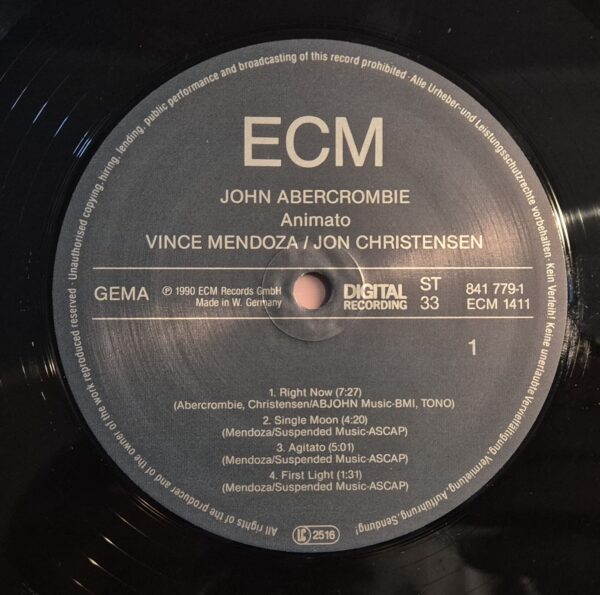 ECM
JOHN ABERCROMBIE
Animato
VINCE MENDOZA / JON CHRISTENSEN
GEMA
℗ 1990 ECM Records GmbH
Made in W. Germany
DIGITAL
RECORDING
ST
33
841 779-1
ECM 1411
1
1. Right Now (7:27)
(Abercrombie, Christensen/ABJOHN Music-BMI, TONO)
2. Single Moon (4:20)
(Mendoza/Suspended Music-ASCAP)
3. Agitato (5:01)
(Mendoza/Suspended Music-ASCAP)
4. First Light (1:31)
(Mendoza/Suspended Music-ASCAP)
LC 2516
All rights of the producer and of the owner of the work reproduced reserved · Unauthorised copying, hiring, lending, public performance and broadcasting of this record prohibited · Alle Urheber- und Leistungsschutzrechte vorbehalten · Kein Verleih! Keine unerlaubte Vervielfältigung, Vermietung, Aufführung, Sendung!